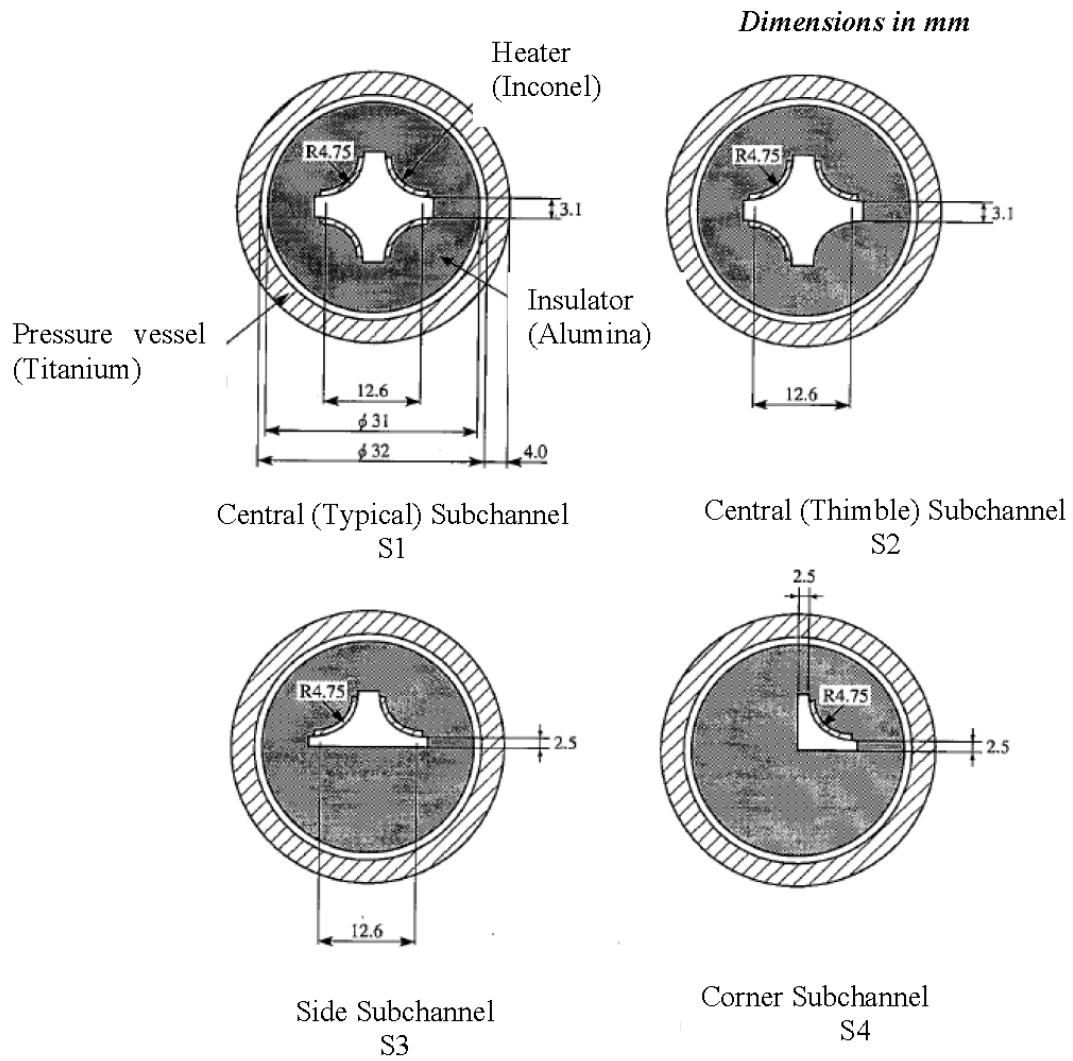 Dimensions in mm
Heater
(Inconel)
R4.75
3.1
Insulator
(Alumina)
Pressure vessel
(Titanium)
12.6
ϕ 31
ϕ 32
4.0
Central (Typical) Subchannel
S1
R4.75
3.1
12.6
Central (Thimble) Subchannel
S2
R4.75
2.5
12.6
Side Subchannel
S3
2.5
R4.75
2.5
Corner Subchannel
S4